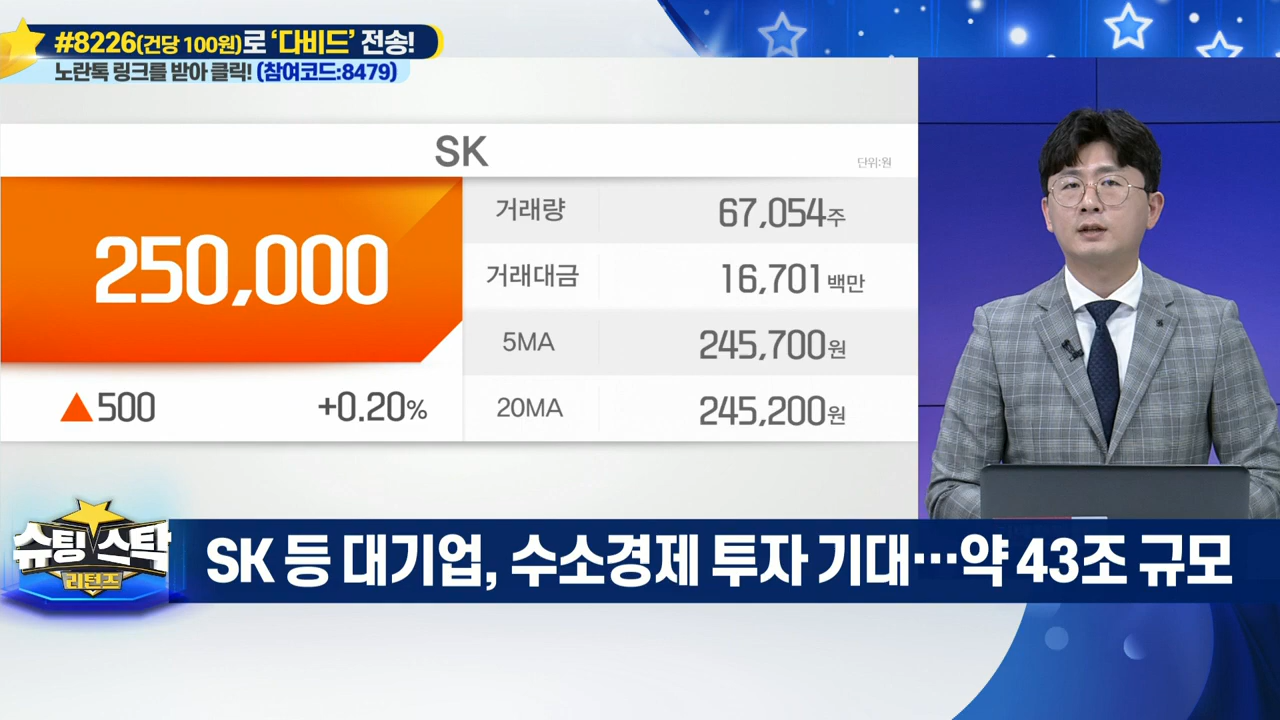 #8226(건당 100원)로 ‘다비드’ 전송!
노란톡 링크를 받아 클릭! (참여코드:8479)
SK
단위:원
250,000
▲500 +0.20%
거래량 67,054주
거래대금 16,701백만
5MA 245,700원
20MA 245,200원
슈팅 스탁
리턴즈
SK 등 대기업, 수소경제 투자 기대…약 43조 규모